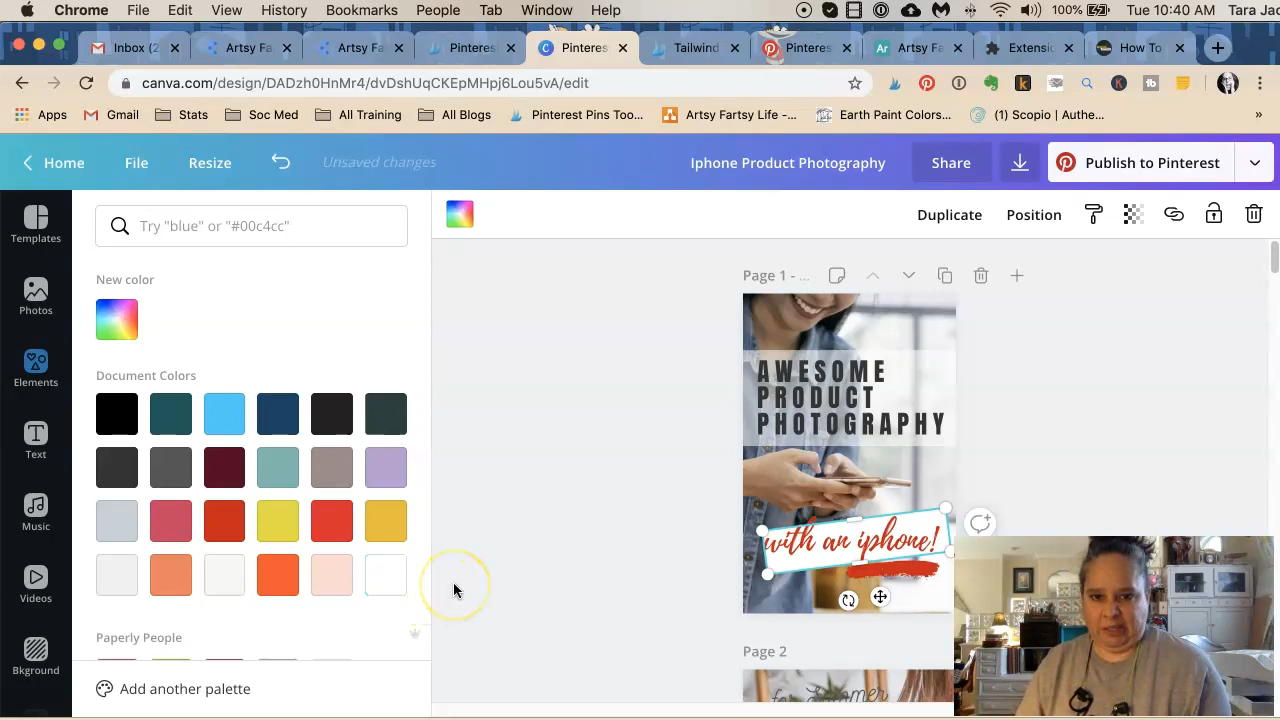 Chrome File Edit View History Bookmarks People Tab Window Help 100% Tue 10:40 AM Tara Jac
Inbox (2 Artsy Fa Artsy Fa Pinteres Pinteres Tailwind Pinteres Artsy Fa Extensic How To
canva.com/design/DADzh0HnMr4/dvDshUqCKEpMHpj6Lou5vA/edit
Apps Gmail Stats Soc Med All Training All Blogs Pinterest Pins Too... Artsy Fartsy Life -... Earth Paint Colors... (1) Scopio | Authe... »
Home File Resize Unsaved changes Iphone Product Photography Share Publish to Pinterest
Templates
Photos
Elements
Text
Music
Videos
Bkground
Try "blue" or "#00c4cc"
New color
Document Colors
Paperly People
Add another palette
Duplicate Position
Page 1 - ...
AWESOME
PRODUCT
PHOTOGRAPHY
with an iphone!
Page 2
for Summer